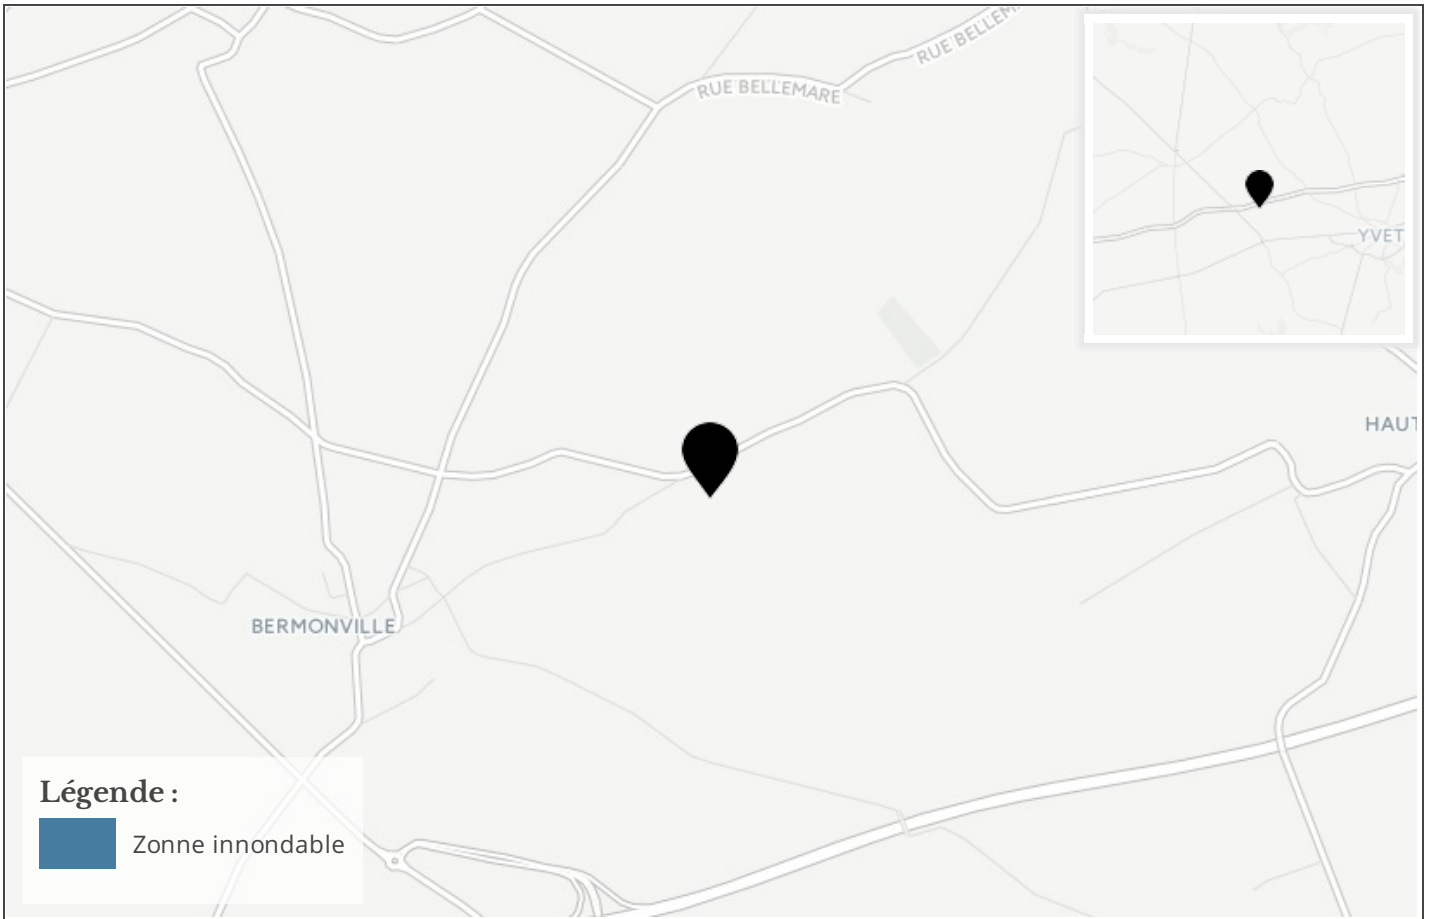 RUE BELLEMARE
RUE BELLEM
YVET
HAUT
BERMONVILLE
Légende :
Zonne innondable